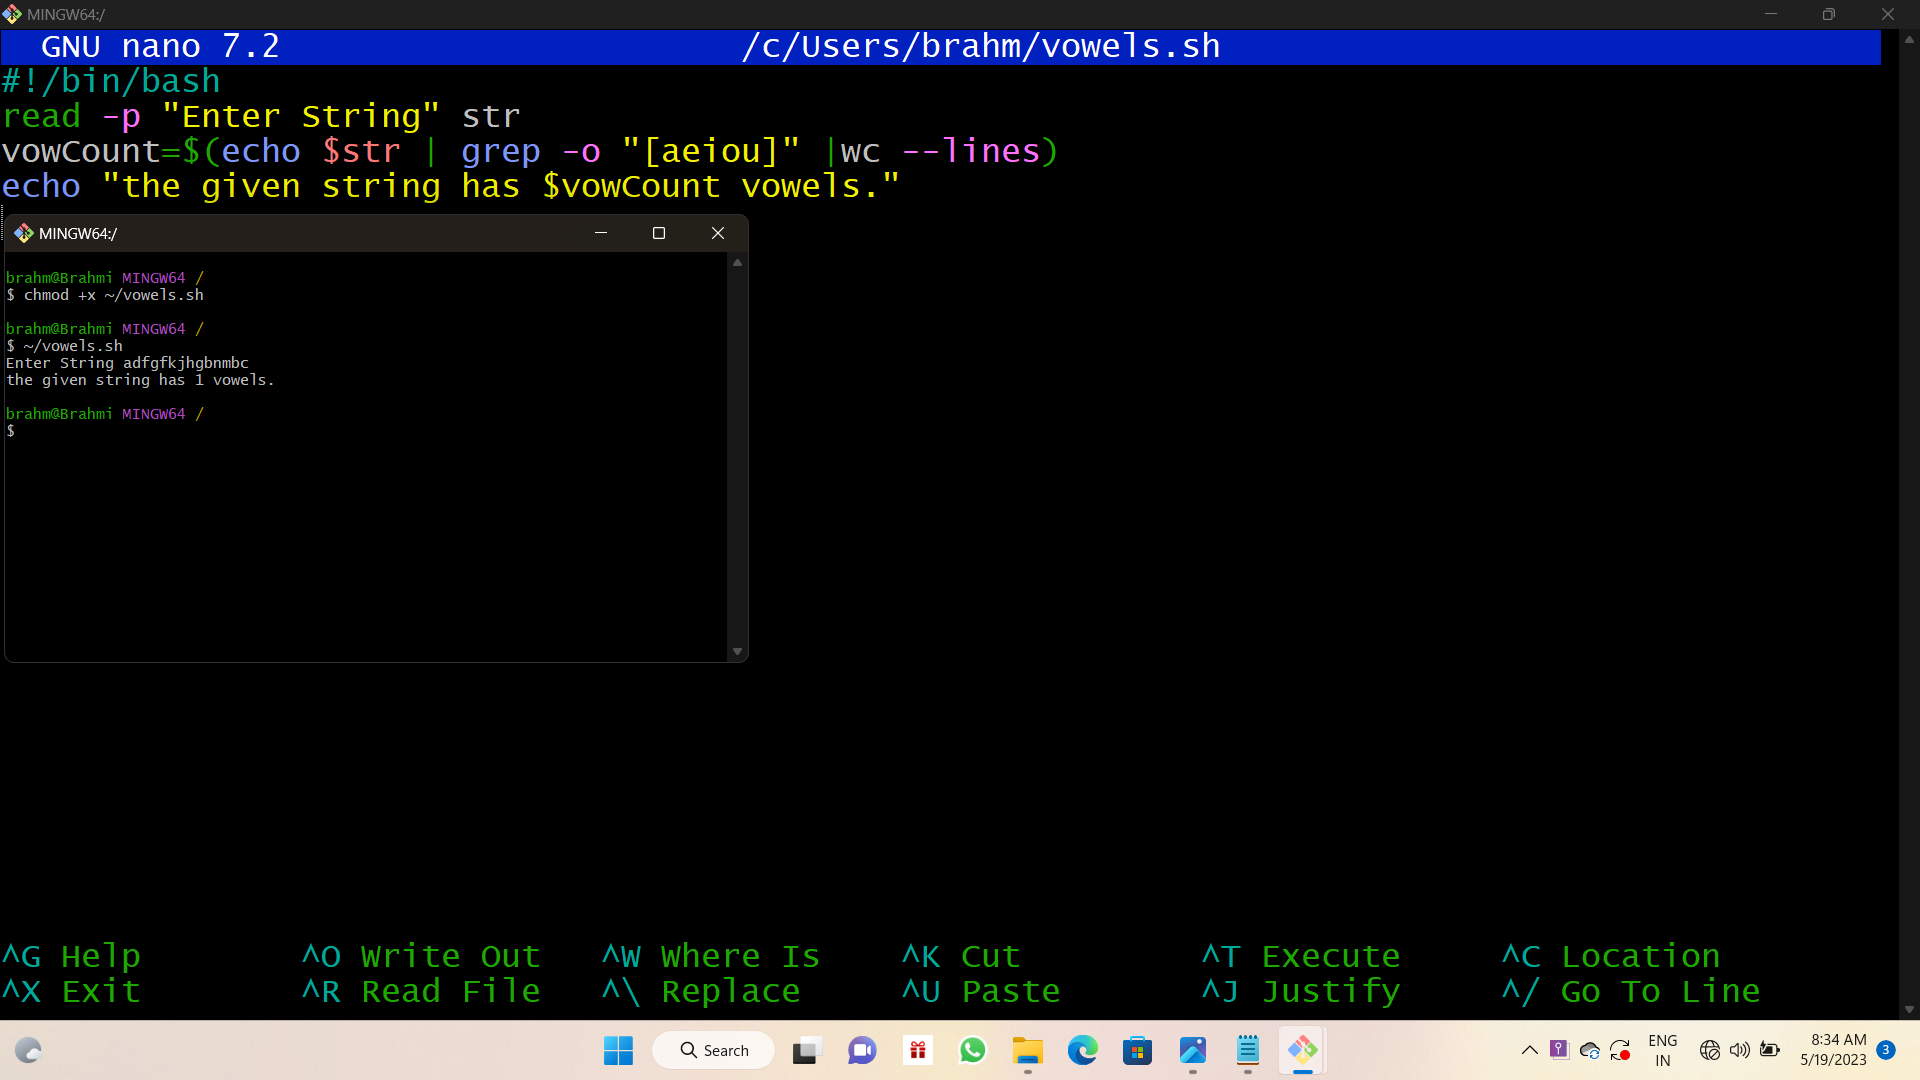 MINGW64:/
GNU nano 7.2 /c/Users/brahm/vowels.sh
#!/bin/bash
read -p "Enter String" str
vowCount=$(echo $str | grep -o "[aeiou]" |wc --lines)
echo "the given string has $vowCount vowels."
MINGW64:/
brahm@Brahmi MINGW64 /
$ chmod +x ~/vowels.sh
brahm@Brahmi MINGW64 /
$ ~/vowels.sh
Enter String adfgfkjhgbnmbc
the given string has 1 vowels.
brahm@Brahmi MINGW64 /
$
^G Help ^O Write Out ^W Where Is ^K Cut ^T Execute ^C Location
^X Exit ^R Read File ^\ Replace ^U Paste ^J Justify ^/ Go To Line
Search
ENG
IN
8:34 AM
5/19/2023
3